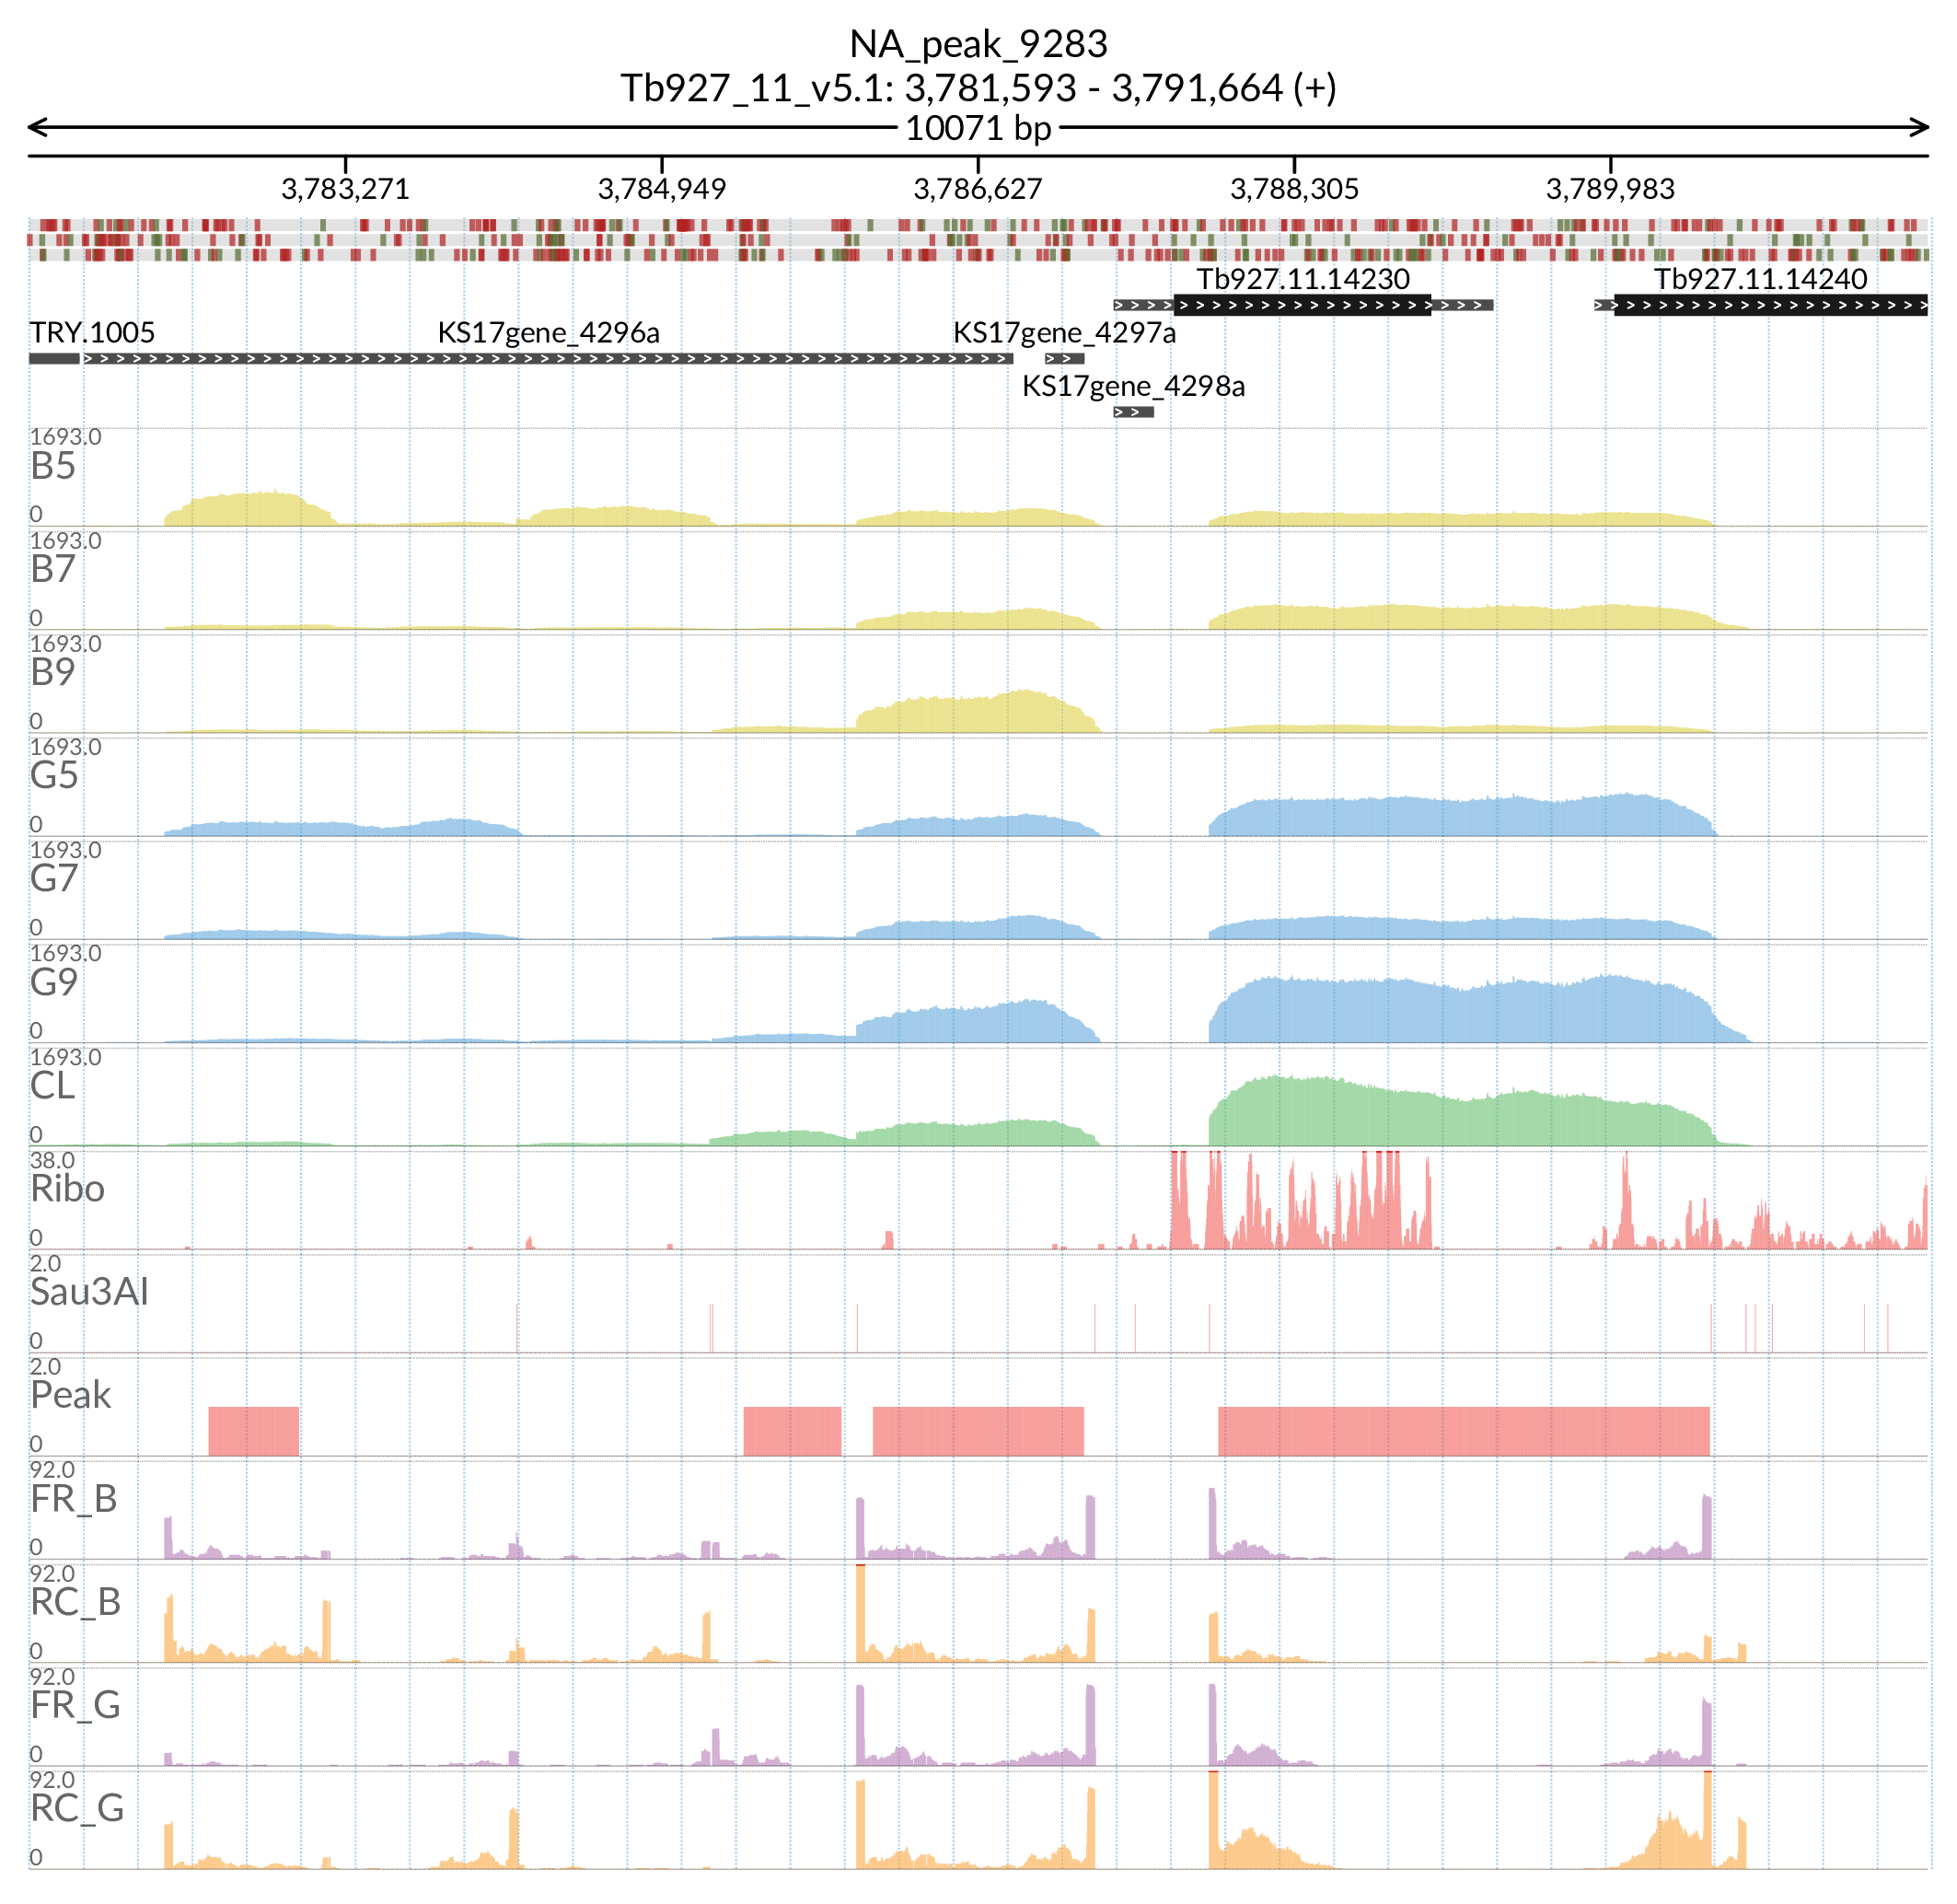 NA_peak_9283
Tb927_11_v5.1: 3,781,593 - 3,791,664 (+)
10071 bp
3,783,271 3,784,949 3,786,627 3,788,305 3,789,983
Tb927.11.14230 Tb927.11.14240
TRY.1005 KS17gene_4296a KS17gene_4297a
KS17gene_4298a
1693.0
B5
0
1693.0
B7
0
1693.0
B9
0
1693.0
G5
0
1693.0
G7
0
1693.0
G9
0
1693.0
CL
0
38.0
Ribo
0
2.0
Sau3AI
0
2.0
Peak
0
92.0
FR_B
0
92.0
RC_B
0
92.0
FR_G
0
92.0
RC_G
0